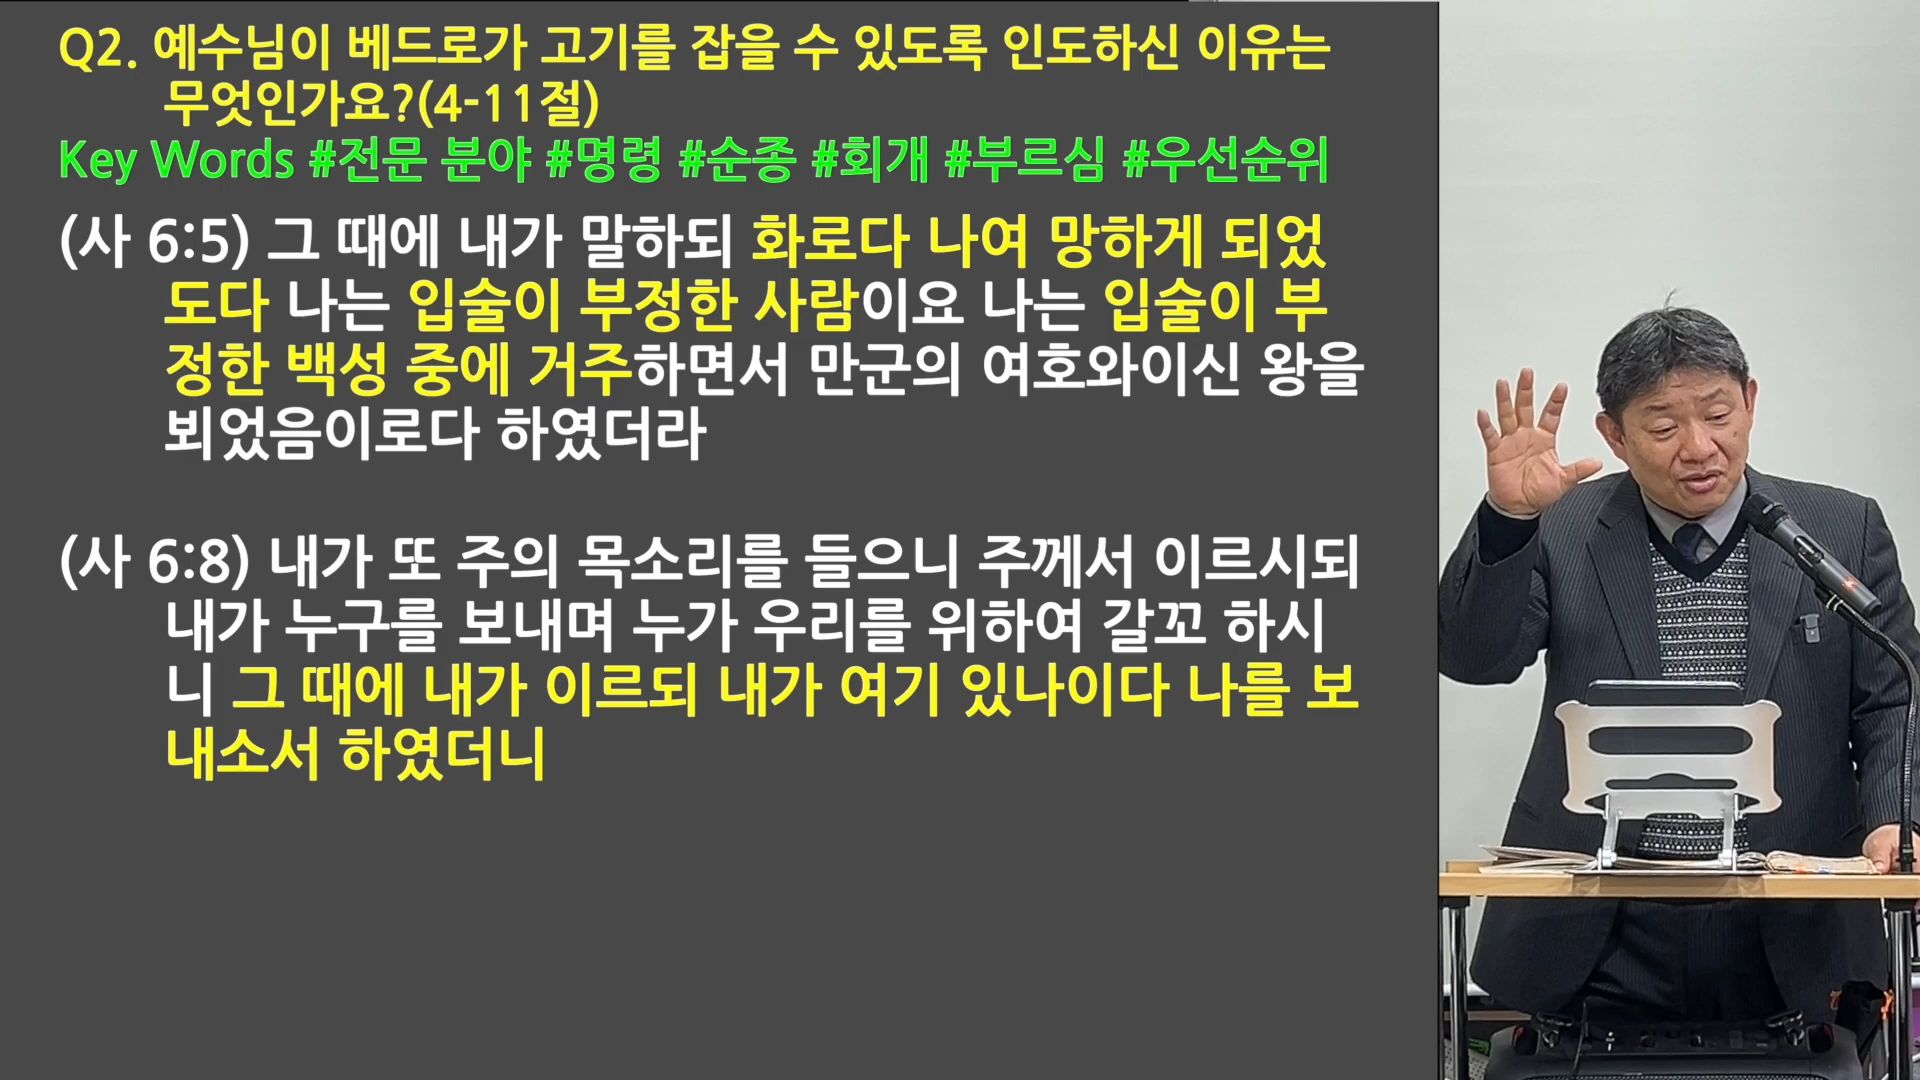 Q2. 예수님이 베드로가 고기를 잡을 수 있도록 인도하신 이유는
무엇인가요?(4-11절)
Key Words #전문 분야 #명령 #순종 #회개 #부르심 #우선순위
(사 6:5) 그 때에 내가 말하되 화로다 나여 망하게 되었
도다 나는 입술이 부정한 사람이요 나는 입술이 부
정한 백성 중에 거주하면서 만군의 여호와이신 왕을
뵈었음이로다 하였더라
(사 6:8) 내가 또 주의 목소리를 들으니 주께서 이르시되
내가 누구를 보내며 누가 우리를 위하여 갈꼬 하시
니 그 때에 내가 이르되 내가 여기 있나이다 나를 보
내소서 하였더니